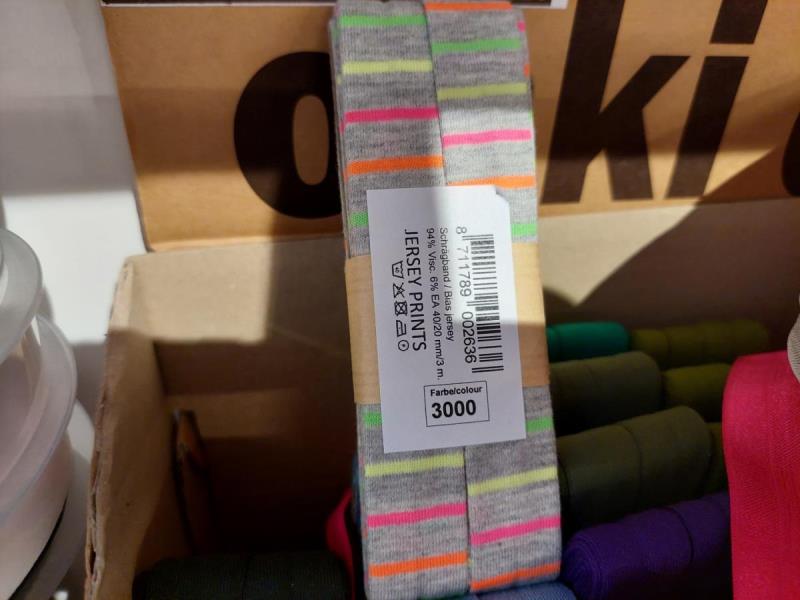 oaki
8 711789 002636
Schrägband / Bias jersey
94% Visc. 6% EA 40/20 mm/3 m.
JERSEY PRINTS
Farbe/colour
3000